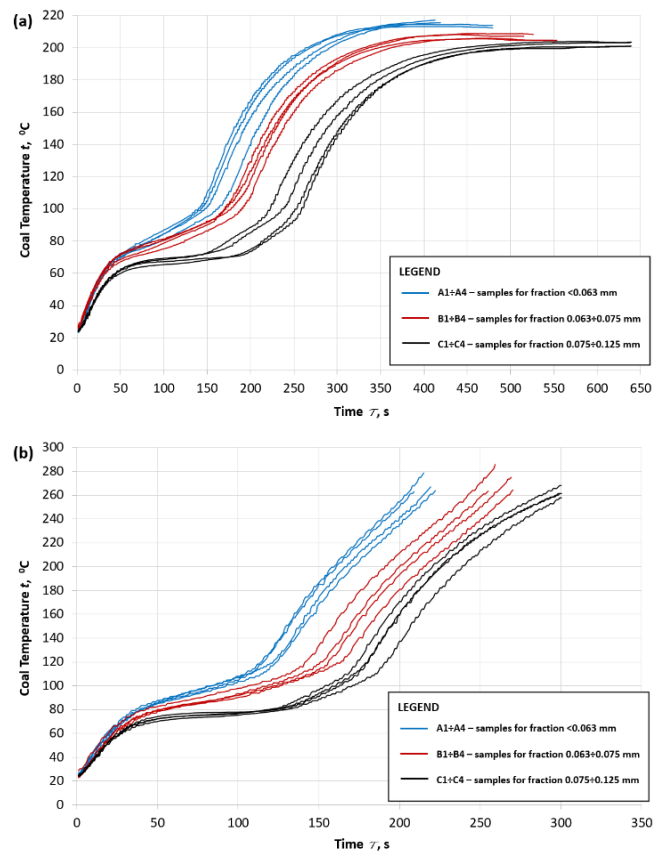 (a)
220
200
180
160
140
120
100
80
60
40
20
0
Coal Temperature t, ⁰C
LEGEND
A1÷A4 – samples for fraction <0.063 mm
B1÷B4 – samples for fraction 0.063÷0.075 mm
C1÷C4 – samples for fraction 0.075÷0.125 mm
0 50 100 150 200 250 300 350 400 450 500 550 600 650
Time 𝒯, s
(b)
300
280
260
240
220
200
180
160
140
120
100
80
60
40
20
0
Coal Temperature t, ⁰C
LEGEND
A1÷A4 – samples for fraction <0.063 mm
B1÷B4 – samples for fraction 0.063÷0.075 mm
C1÷C4 – samples for fraction 0.075÷0.125 mm
0 50 100 150 200 250 300 350
Time 𝒯, s